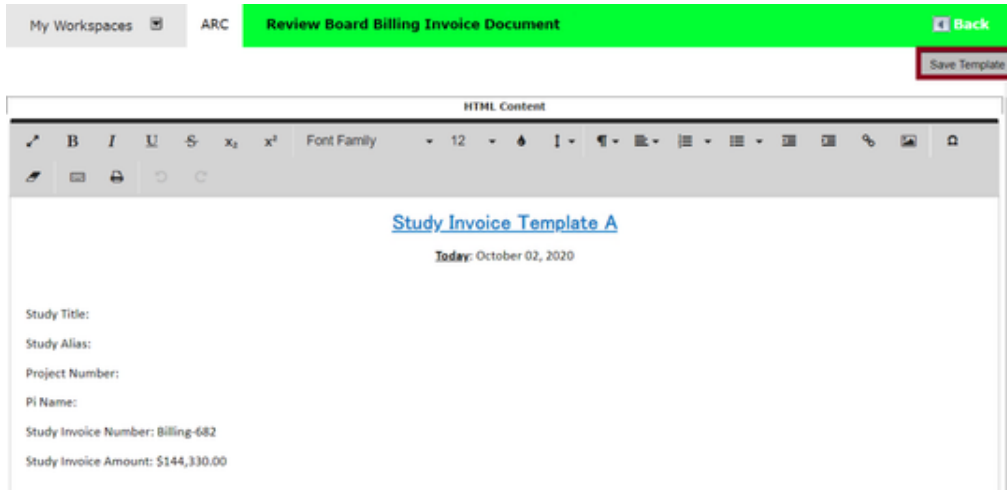 My Workspaces ARC Review Board Billing Invoice Document Back
Save Template
HTML Content
B I U S x₂ x² Font Family 12 ¶ Ω
Study Invoice Template A
Today: October 02, 2020
Study Title:
Study Alias:
Project Number:
Pi Name:
Study Invoice Number: Billing-682
Study Invoice Amount: $144,330.00